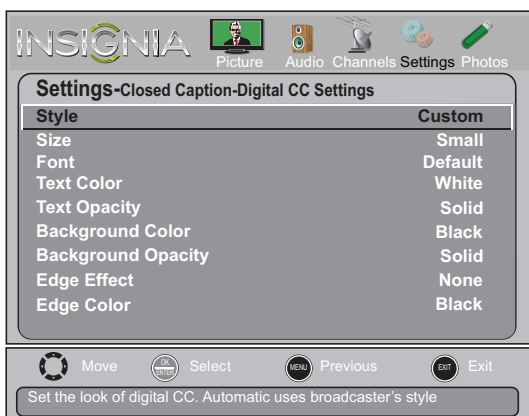 INSIGNIA
Picture Audio Channels Settings Photos
Settings-Closed Caption-Digital CC Settings
Style Custom
Size Small
Font Default
Text Color White
Text Opacity Solid
Background Color Black
Background Opacity Solid
Edge Effect None
Edge Color Black
Move OK ENTER Select MENU Previous EXIT Exit
Set the look of digital CC. Automatic uses broadcaster's style